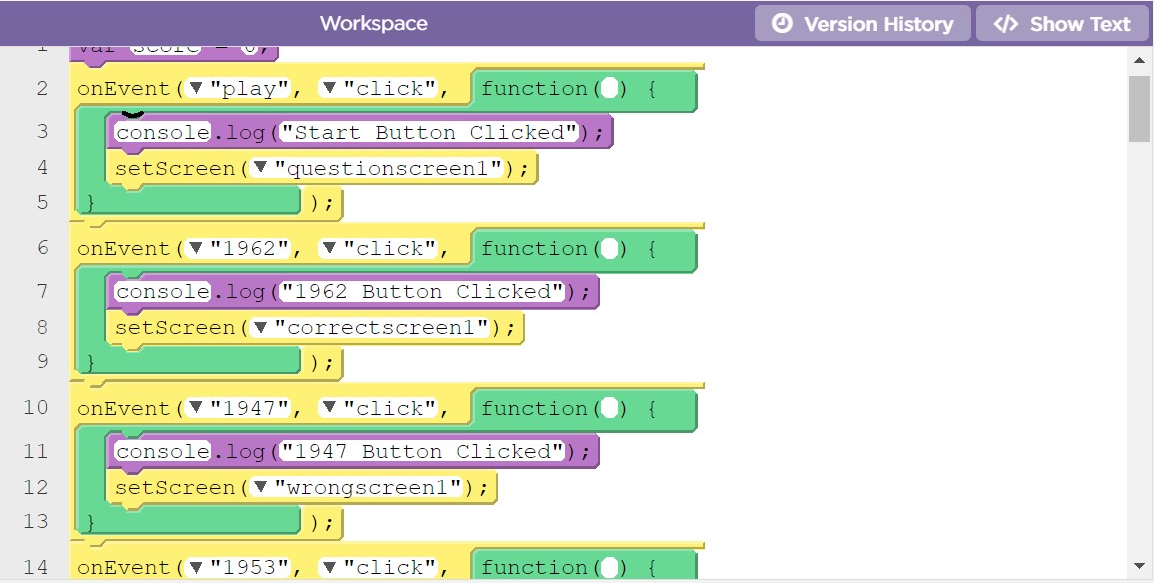 Workspace
Version History
</> Show Text
1 var score = 0;
2 onEvent(▼"play", ▼"click", function() {
3 console.log("Start Button Clicked");
4 setScreen(▼"questionscreen1");
5 } );
6 onEvent(▼"1962", ▼"click", function() {
7 console.log("1962 Button Clicked");
8 setScreen(▼"correctscreen1");
9 } );
10 onEvent(▼"1947", ▼"click", function() {
11 console.log("1947 Button Clicked");
12 setScreen(▼"wrongscreen1");
13 } );
14 onEvent(▼"1953", ▼"click", function() {